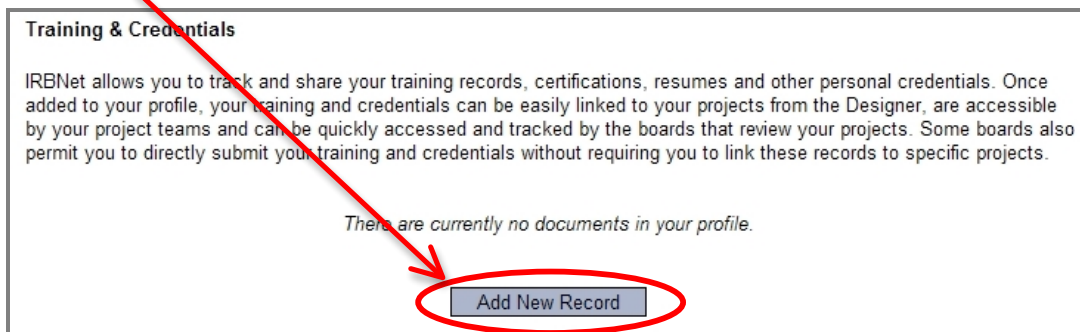 Training & Credentials
IRBNet allows you to track and share your training records, certifications, resumes and other personal credentials. Once
added to your profile, your training and credentials can be easily linked to your projects from the Designer, are accessible
by your project teams and can be quickly accessed and tracked by the boards that review your projects. Some boards also
permit you to directly submit your training and credentials without requiring you to link these records to specific projects.
There are currently no documents in your profile.
Add New Record